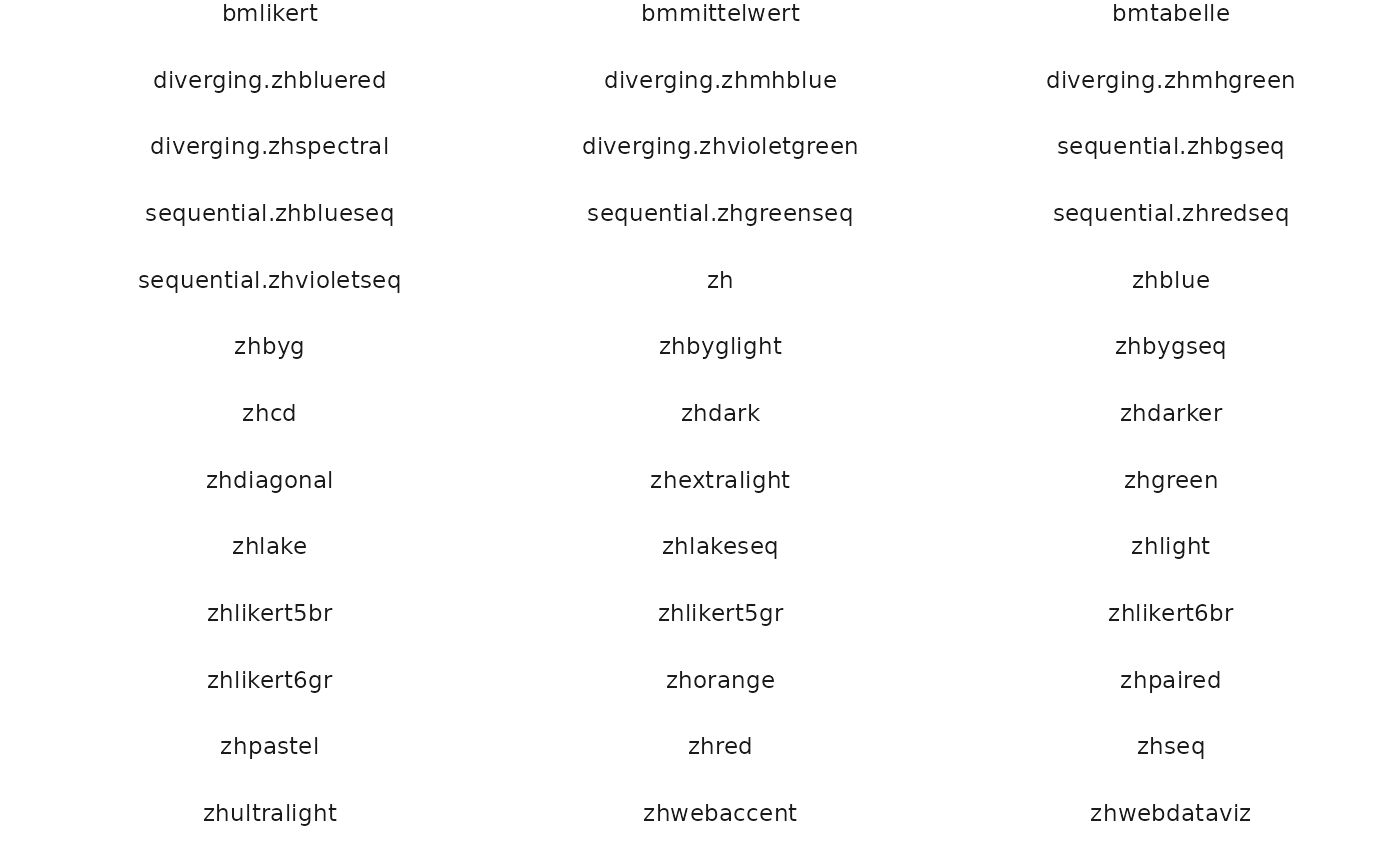 bmlikert bmmittelwert bmtabelle
diverging.zhbluered diverging.zhmhblue diverging.zhmhgreen
diverging.zhspectral diverging.zhvioletgreen sequential.zhbgseq
sequential.zhblueseq sequential.zhgreenseq sequential.zhredseq
sequential.zhvioletseq zh zhblue
zhbyg zhbyglight zhbygseq
zhcd zhdark zhdarker
zhdiagonal zhextralight zhgreen
zhlake zhlakeseq zhlight
zhlikert5br zhlikert5gr zhlikert6br
zhlikert6gr zhorange zhpaired
zhpastel zhred zhseq
zhultralight zhwebaccent zhwebdataviz